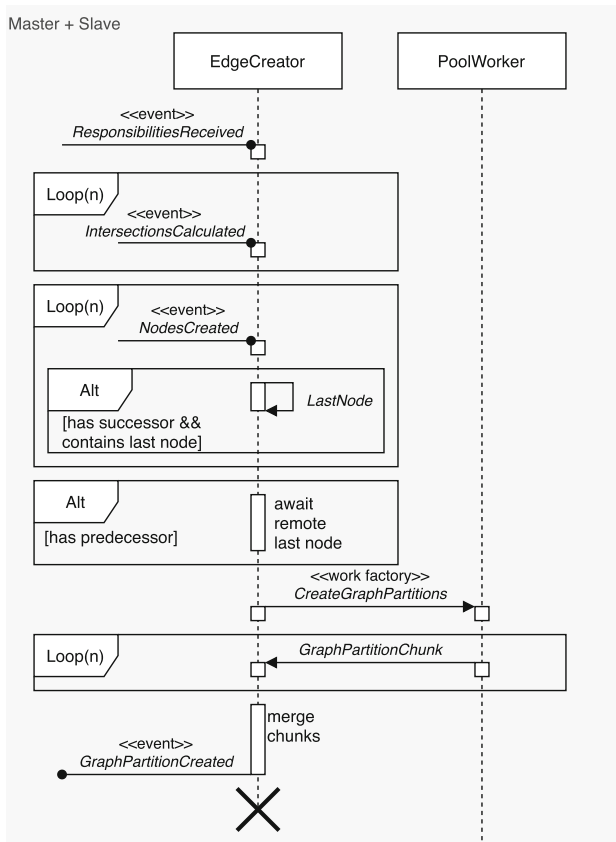 Master + Slave
EdgeCreator
PoolWorker
<<event>>
ResponsibilitiesReceived
Loop(n)
<<event>>
IntersectionsCalculated
Loop(n)
<<event>>
NodesCreated
Alt
LastNode
[has successor &&
contains last node]
Alt
await
remote
last node
[has predecessor]
<<work factory>>
CreateGraphPartitions
Loop(n)
GraphPartitionChunk
merge
chunks
<<event>>
GraphPartitionCreated